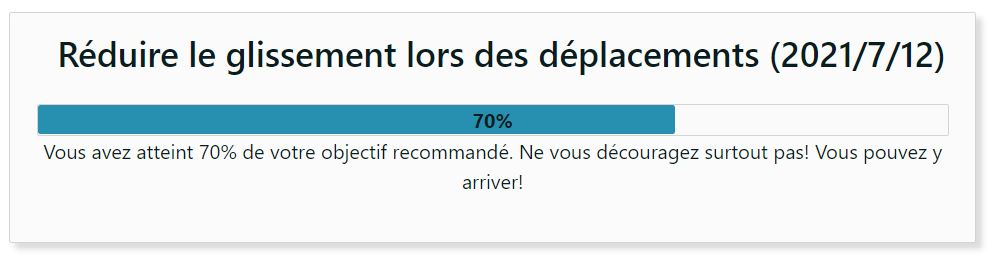 Réduire le glissement lors des déplacements (2021/7/12)
70%
Vous avez atteint 70% de votre objectif recommandé. Ne vous découragez surtout pas! Vous pouvez y
arriver!